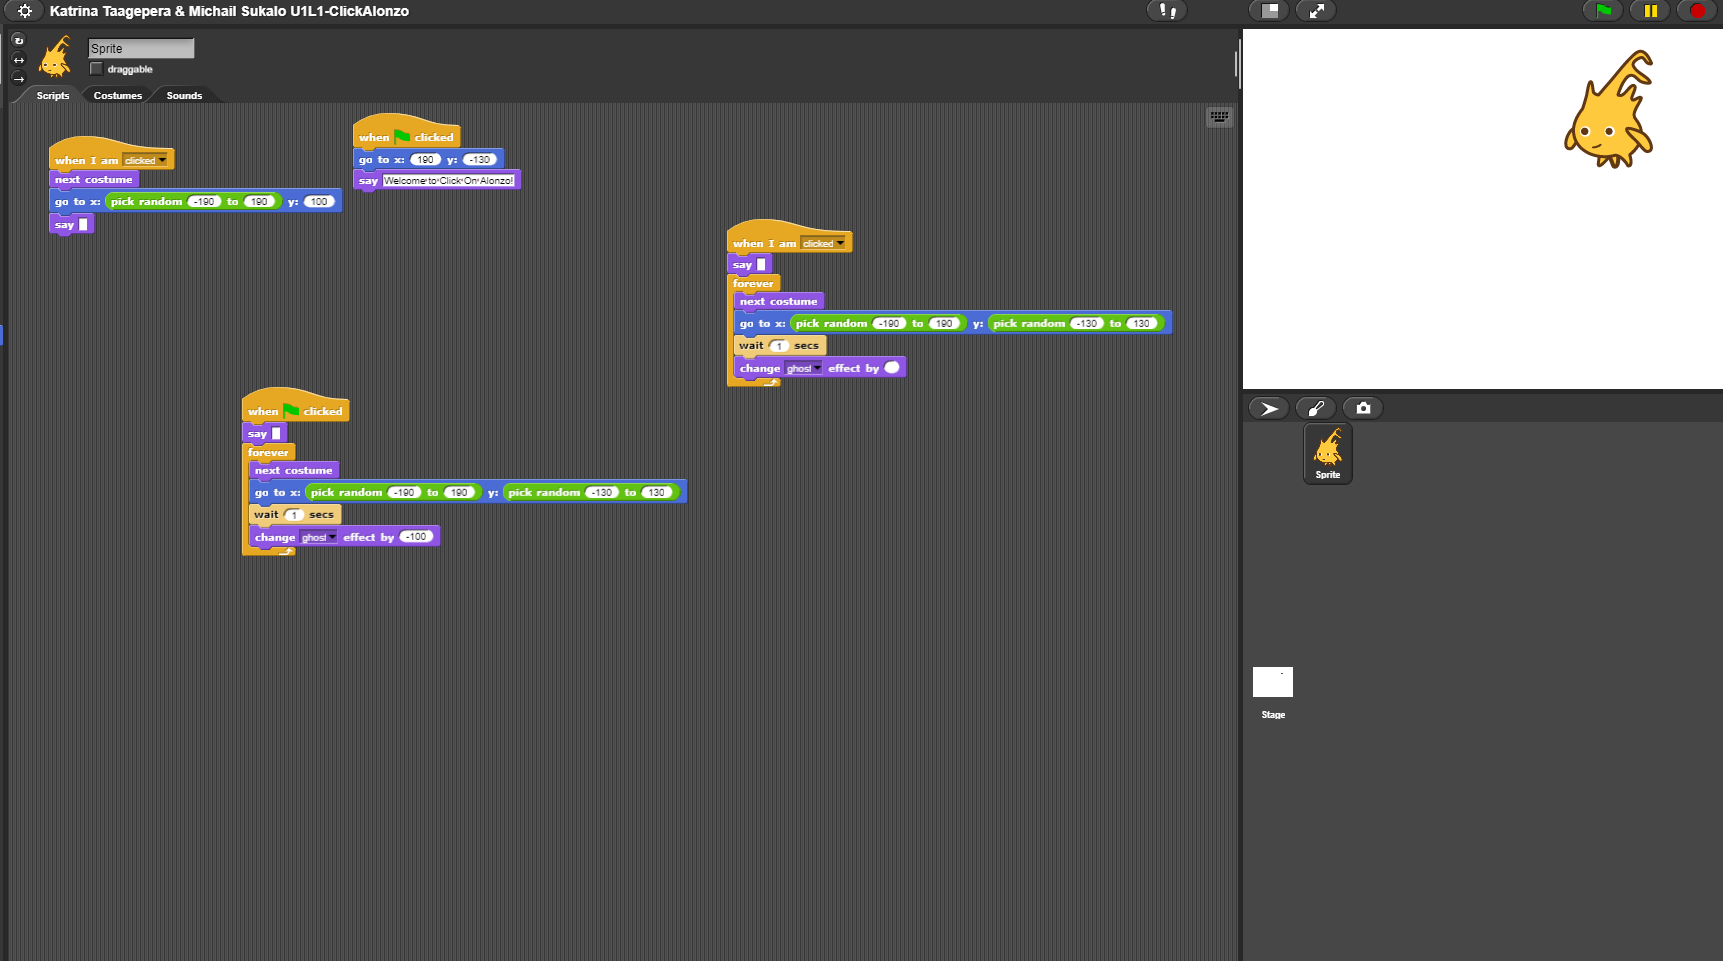 Katrina Taagepera & Michail Sukalo U1L1-ClickAlonzo
Sprite
draggable
Scripts Costumes Sounds
when I am clicked
next costume
go to x: pick random -190 to 190 y: 100
say
when clicked
go to x: 190 y: -130
say Welcome to Click On Alonzo!
when I am clicked
say
forever
next costume
go to x: pick random -190 to 190 y: pick random -130 to 130
wait 1 secs
change ghost effect by
when clicked
say
forever
next costume
go to x: pick random -190 to 190 y: pick random -130 to 130
wait 1 secs
change ghost effect by -100
Sprite
Stage